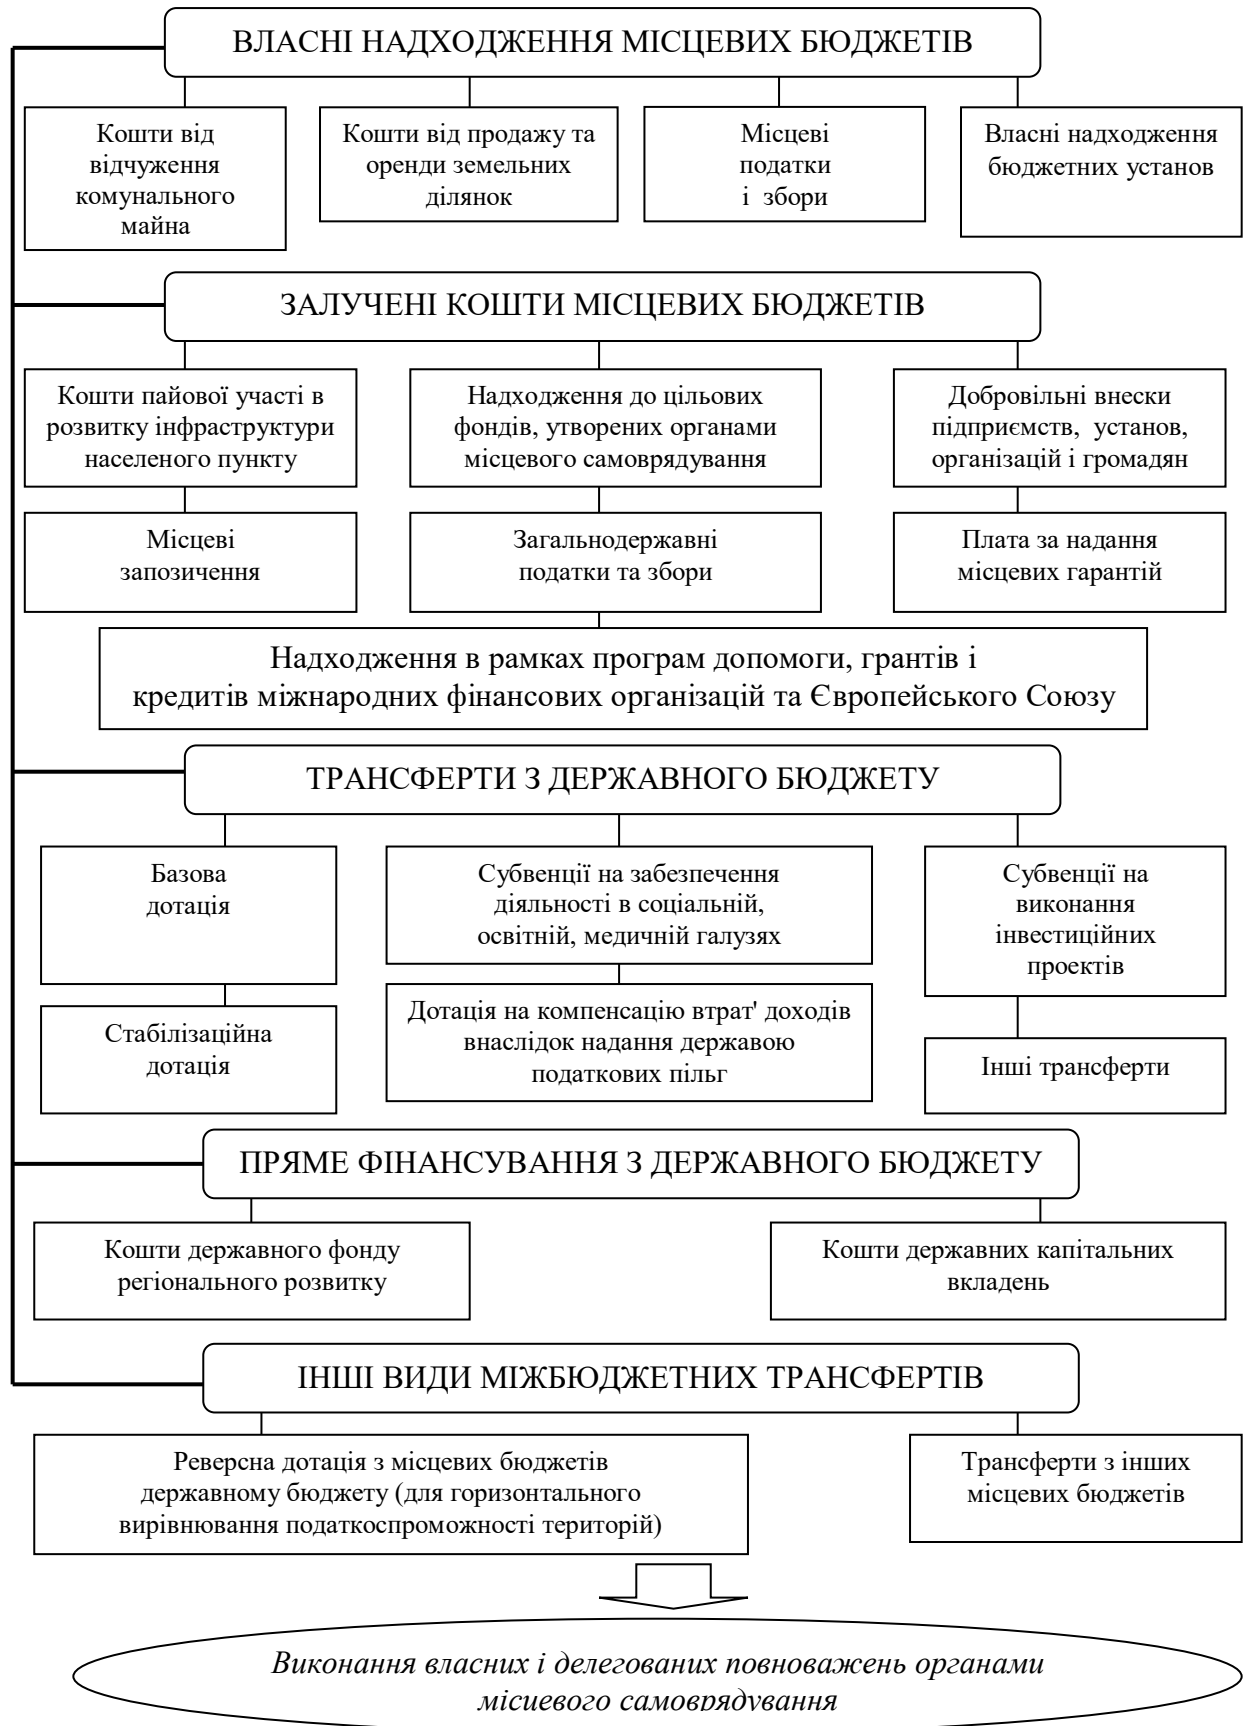 ВЛАСНІ НАДХОДЖЕННЯ МІСЦЕВИХ БЮДЖЕТІВ
Кошти від
відчуження
комунального
майна
Кошти від продажу та
оренди земельних
ділянок
Місцеві
податки
і збори
Власні надходження
бюджетних установ
ЗАЛУЧЕНІ КОШТИ МІСЦЕВИХ БЮДЖЕТІВ
Кошти пайової участі в
розвитку інфраструктури
населеного пункту
Надходження до цільових
фондів, утворених органами
місцевого самоврядування
Добровільні внески
підприємств, установ,
організацій і громадян
Місцеві
запозичення
Загальнодержавні
податки та збори
Плата за надання
місцевих гарантій
Надходження в рамках програм допомоги, грантів і
кредитів міжнародних фінансових організацій та Європейського Союзу
ТРАНСФЕРТИ З ДЕРЖАВНОГО БЮДЖЕТУ
Базова
дотація
Субвенції на забезпечення
діяльності в соціальній,
освітній, медичній галузях
Субвенції на
виконання
інвестиційних
проектів
Стабілізаційна
дотація
Дотація на компенсацію втрат' доходів
внаслідок надання державою
податкових пільг
Інші трансферти
ПРЯМЕ ФІНАНСУВАННЯ З ДЕРЖАВНОГО БЮДЖЕТУ
Кошти державного фонду
регіонального розвитку
Кошти державних капітальних
вкладень
ІНШІ ВИДИ МІЖБЮДЖЕТНИХ ТРАНСФЕРТІВ
Реверсна дотація з місцевих бюджетів
державному бюджету (для горизонтального
вирівнювання податкоспроможності територій)
Трансферти з інших
місцевих бюджетів
Виконання власних і делегованих повноважень органами
місцевого самоврядування